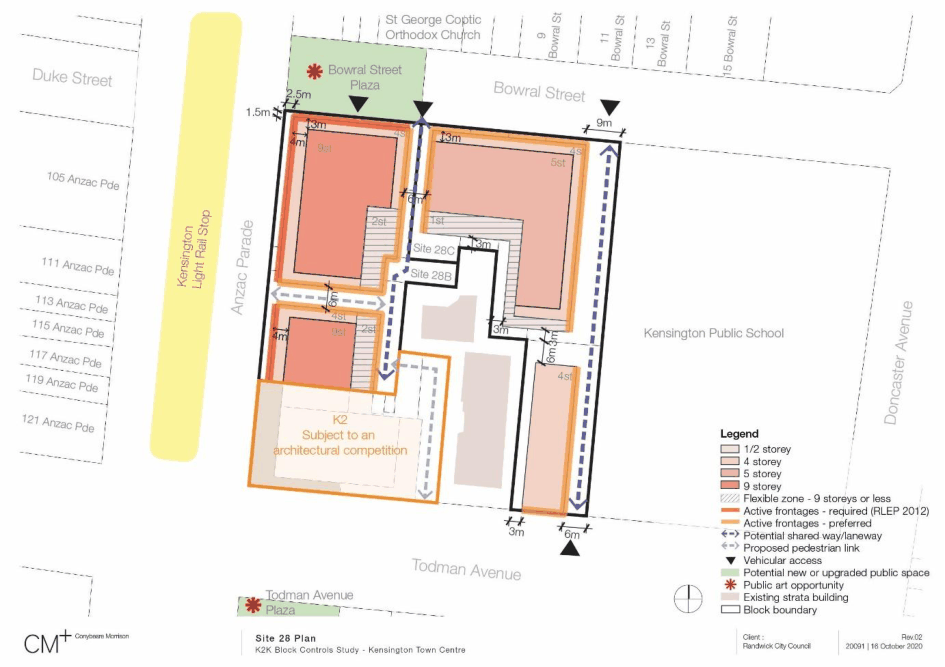 St George Coptic
Orthodox Church
9
Bowral St
11
Bowral St
13
Bowral St
15 Bowral St
Duke Street
Bowral Street
Plaza
Bowral Street
2.5m
1.5m
9m
3m
4m
9st
4s
3m
4s
5st
105 Anzac Pde
6m
2st
1st
Kensington
Light Rail Stop
Anzac Parade
Site 28C
3m
Site 28B
111 Anzac Pde
113 Anzac Pde
115 Anzac Pde
117 Anzac Pde
119 Anzac Pde
121 Anzac Pde
6m
4st
9st
2st
4m
3m
3m
6m
4st
Kensington Public School
Doncaster Avenue
K2
Subject to an
architectural competition
3m
6m
Todman Avenue
Todman Avenue
Plaza
Legend
1/2 storey
4 storey
5 storey
9 storey
Flexible zone - 9 storeys or less
Active frontages - required (RLEP 2012)
Active frontages - preferred
Potential shared way/laneway
Proposed pedestrian link
Vehicular access
Potential new or upgraded public space
Public art opportunity
Existing strata building
Block boundary
CM+ Conybeare Morrison
Site 28 Plan
K2K Block Controls Study - Kensington Town Centre
Client :
Randwick City Council
Rev.02
20091 | 16 October 2020